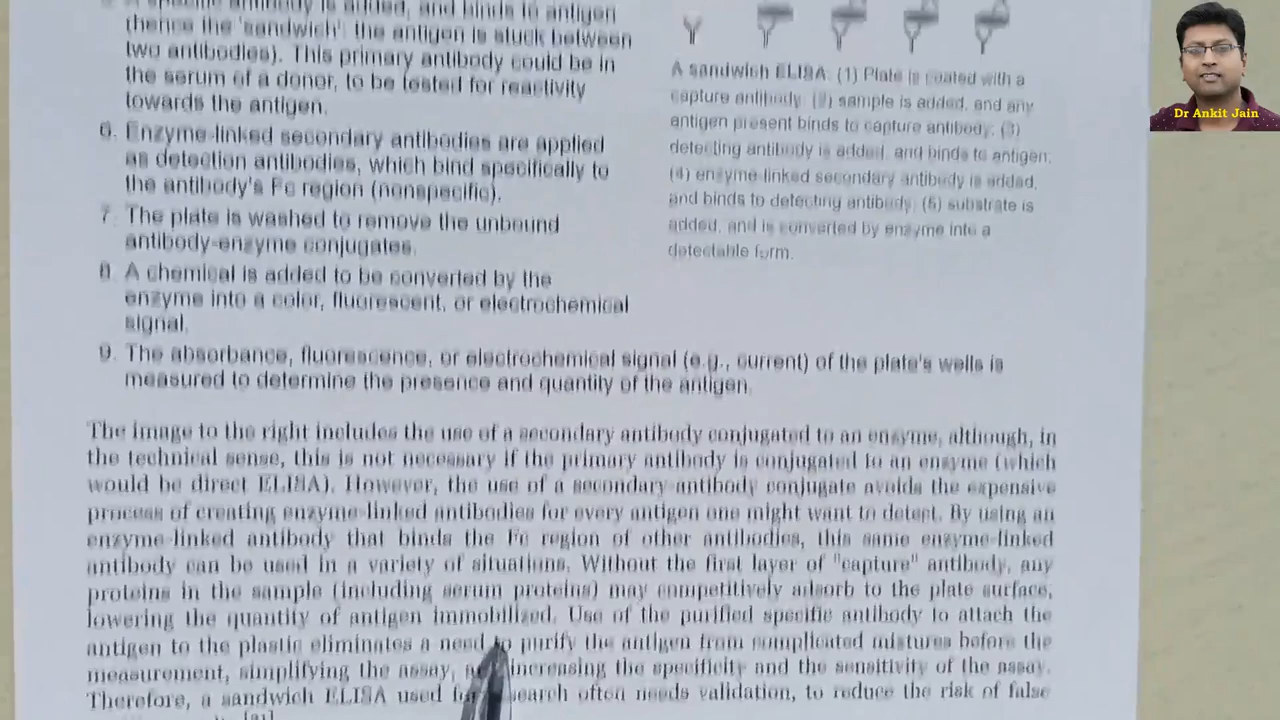 A specific antibody is added, and binds to antigen
(hence the 'sandwich': the antigen is stuck between
two antibodies). This primary antibody could be in
the serum of a donor, to be tested for reactivity
towards the antigen.
6. Enzyme-linked secondary antibodies are applied
as detection antibodies, which bind specifically to
the antibody's Fc region (nonspecific).
7. The plate is washed to remove the unbound
antibody-enzyme conjugates.
8. A chemical is added to be converted by the
enzyme into a color, fluorescent, or electrochemical
signal.
9. The absorbance, fluorescence, or electrochemical signal (e.g., current) of the plate's wells is
measured to determine the presence and quantity of the antigen.
A sandwich ELISA. (1) Plate is coated with a
capture antibody; (2) sample is added, and any
antigen present binds to capture antibody; (3)
detecting antibody is added, and binds to antigen;
(4) enzyme-linked secondary antibody is added,
and binds to detecting antibody; (5) substrate is
added, and is converted by enzyme into a
detectable form.
The image to the right includes the use of a secondary antibody conjugated to an enzyme, although, in
the technical sense, this is not necessary if the primary antibody is conjugated to an enzyme (which
would be direct ELISA). However, the use of a secondary-antibody conjugate avoids the expensive
process of creating enzyme-linked antibodies for every antigen one might want to detect. By using an
enzyme-linked antibody that binds the Fc region of other antibodies, this same enzyme-linked
antibody can be used in a variety of situations. Without the first layer of "capture" antibody, any
proteins in the sample (including serum proteins) may competitively adsorb to the plate surface,
lowering the quantity of antigen immobilized. Use of the purified specific antibody to attach the
antigen to the plastic eliminates a need to purify the antigen from complicated mixtures before the
measurement, simplifying the assay, increasing the specificity and the sensitivity of the assay.
Therefore, a sandwich ELISA used often needs validation, to reduce the risk of false
Dr Ankit Jain